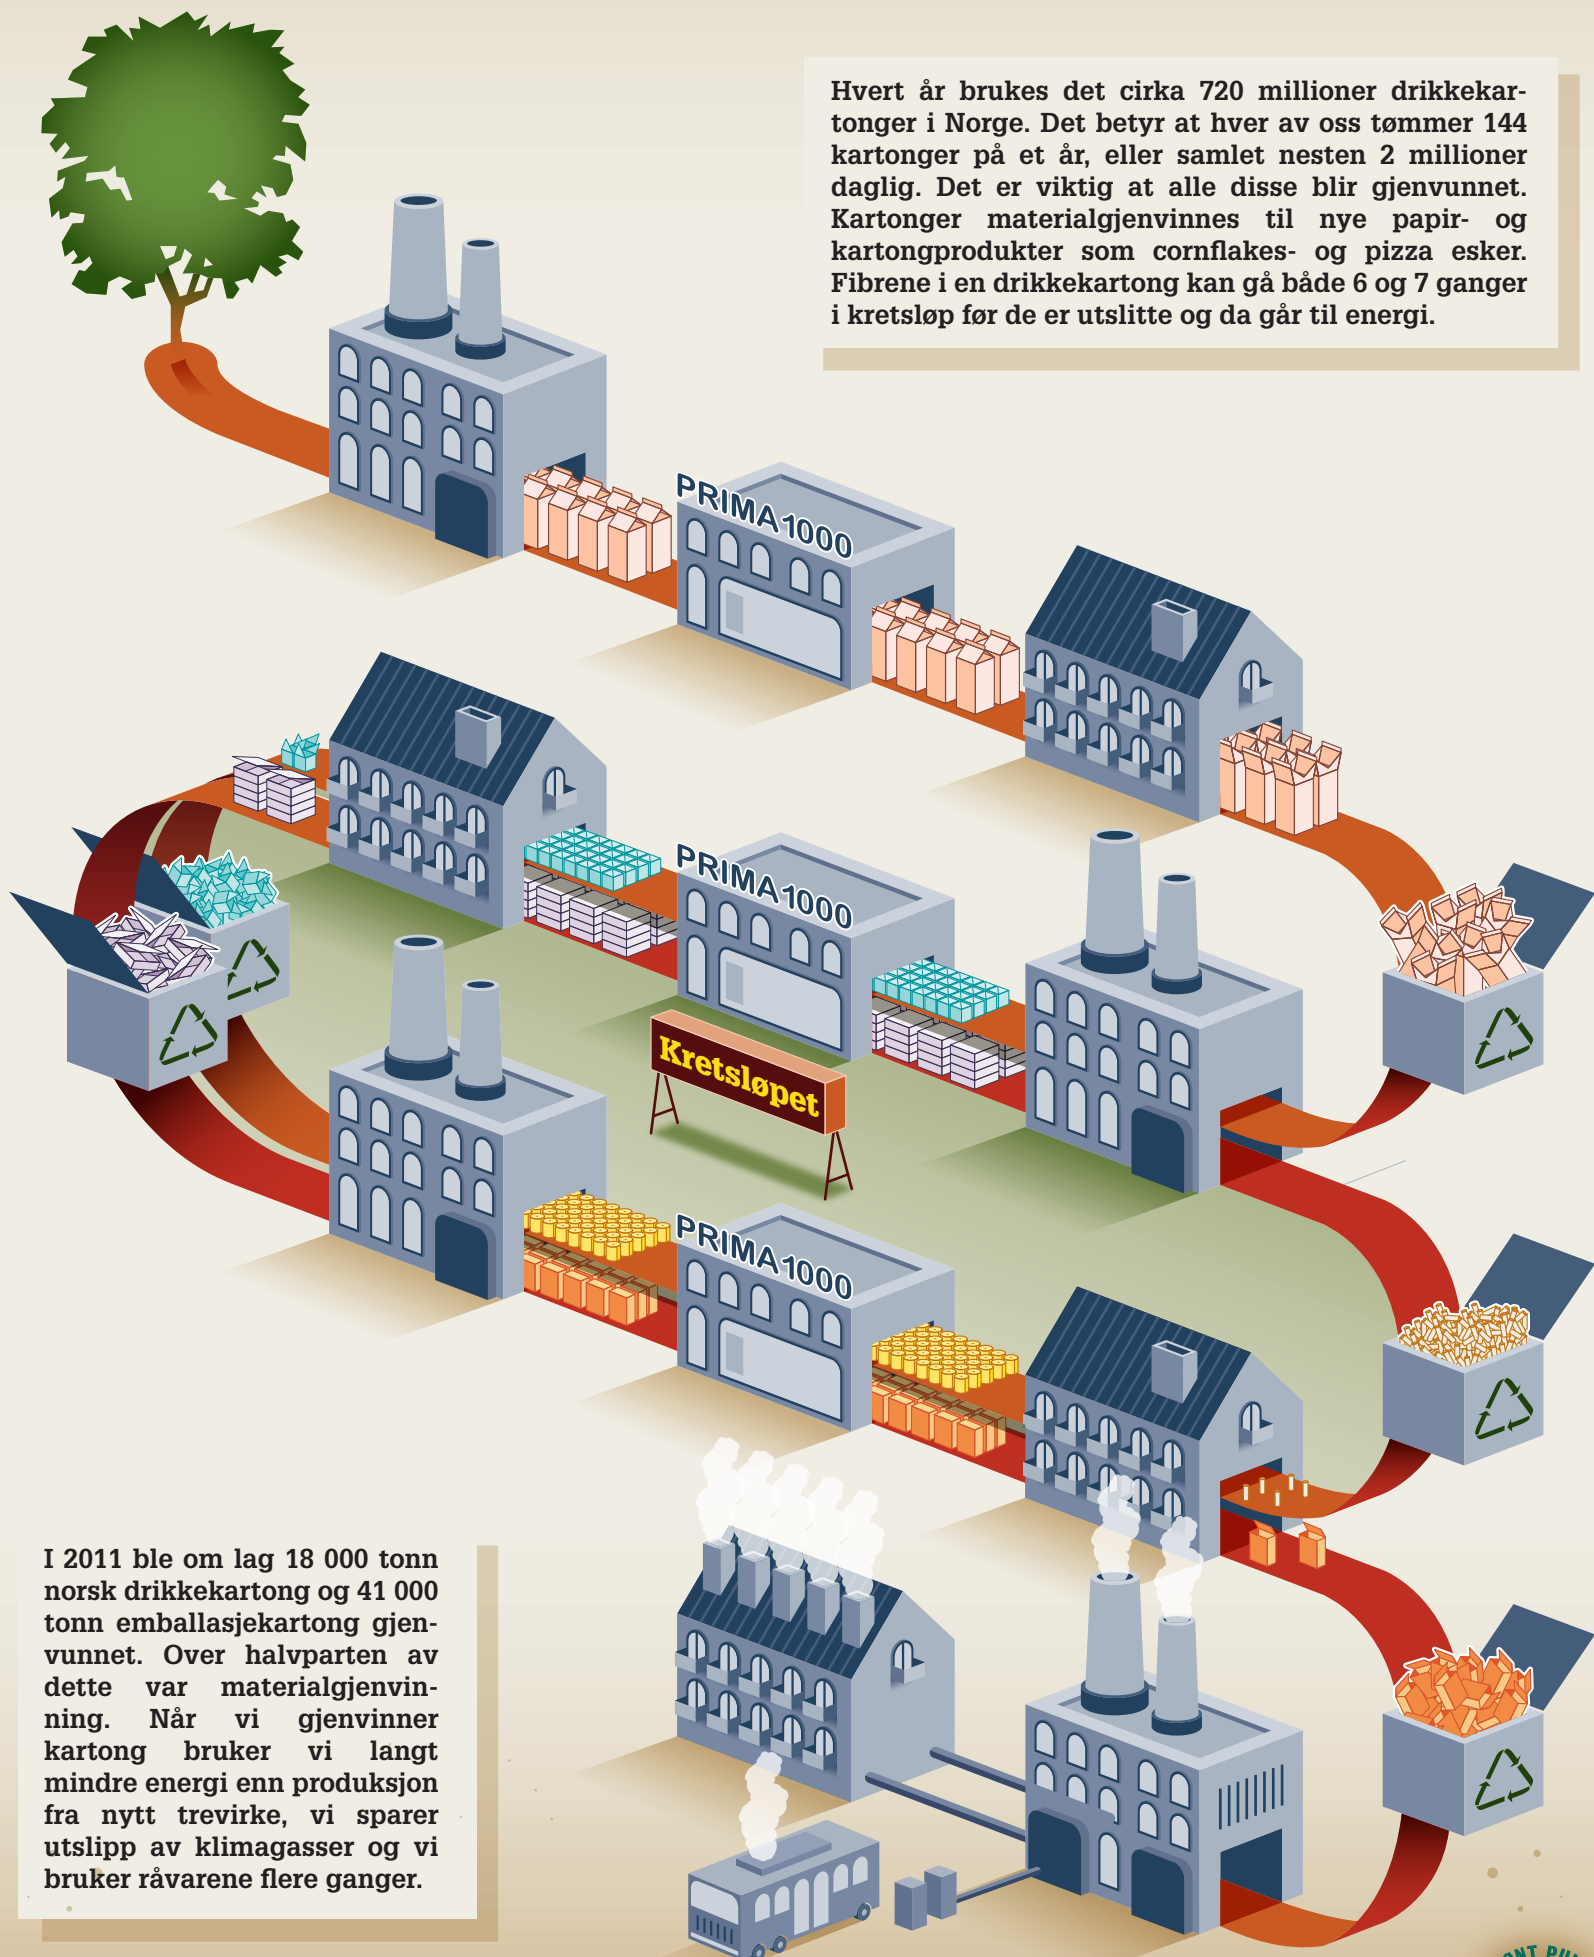 Hvert år brukes det cirka 720 millioner drikkekar-
tonger i Norge. Det betyr at hver av oss tømmer 144
kartonger på et år, eller samlet nesten 2 millioner
daglig. Det er viktig at alle disse blir gjenvunnet.
Kartonger materialgjenvinnes til nye papir- og
kartongprodukter som cornflakes- og pizza esker.
Fibrene i en drikkekartong kan gå både 6 og 7 ganger
i kretsløp før de er utslitte og da går til energi.
PRIMA 1000
PRIMA 1000
Kretsløpet
PRIMA 1000
I 2011 ble om lag 18 000 tonn
norsk drikkekartong og 41 000
tonn emballasjekartong gjen-
vunnet. Over halvparten av
dette var materialgjenvin-
ning. Når vi gjenvinner
kartong bruker vi langt
mindre energi enn produksjon
fra nytt trevirke, vi sparer
utslipp av klimagasser og vi
bruker råvarene flere ganger.